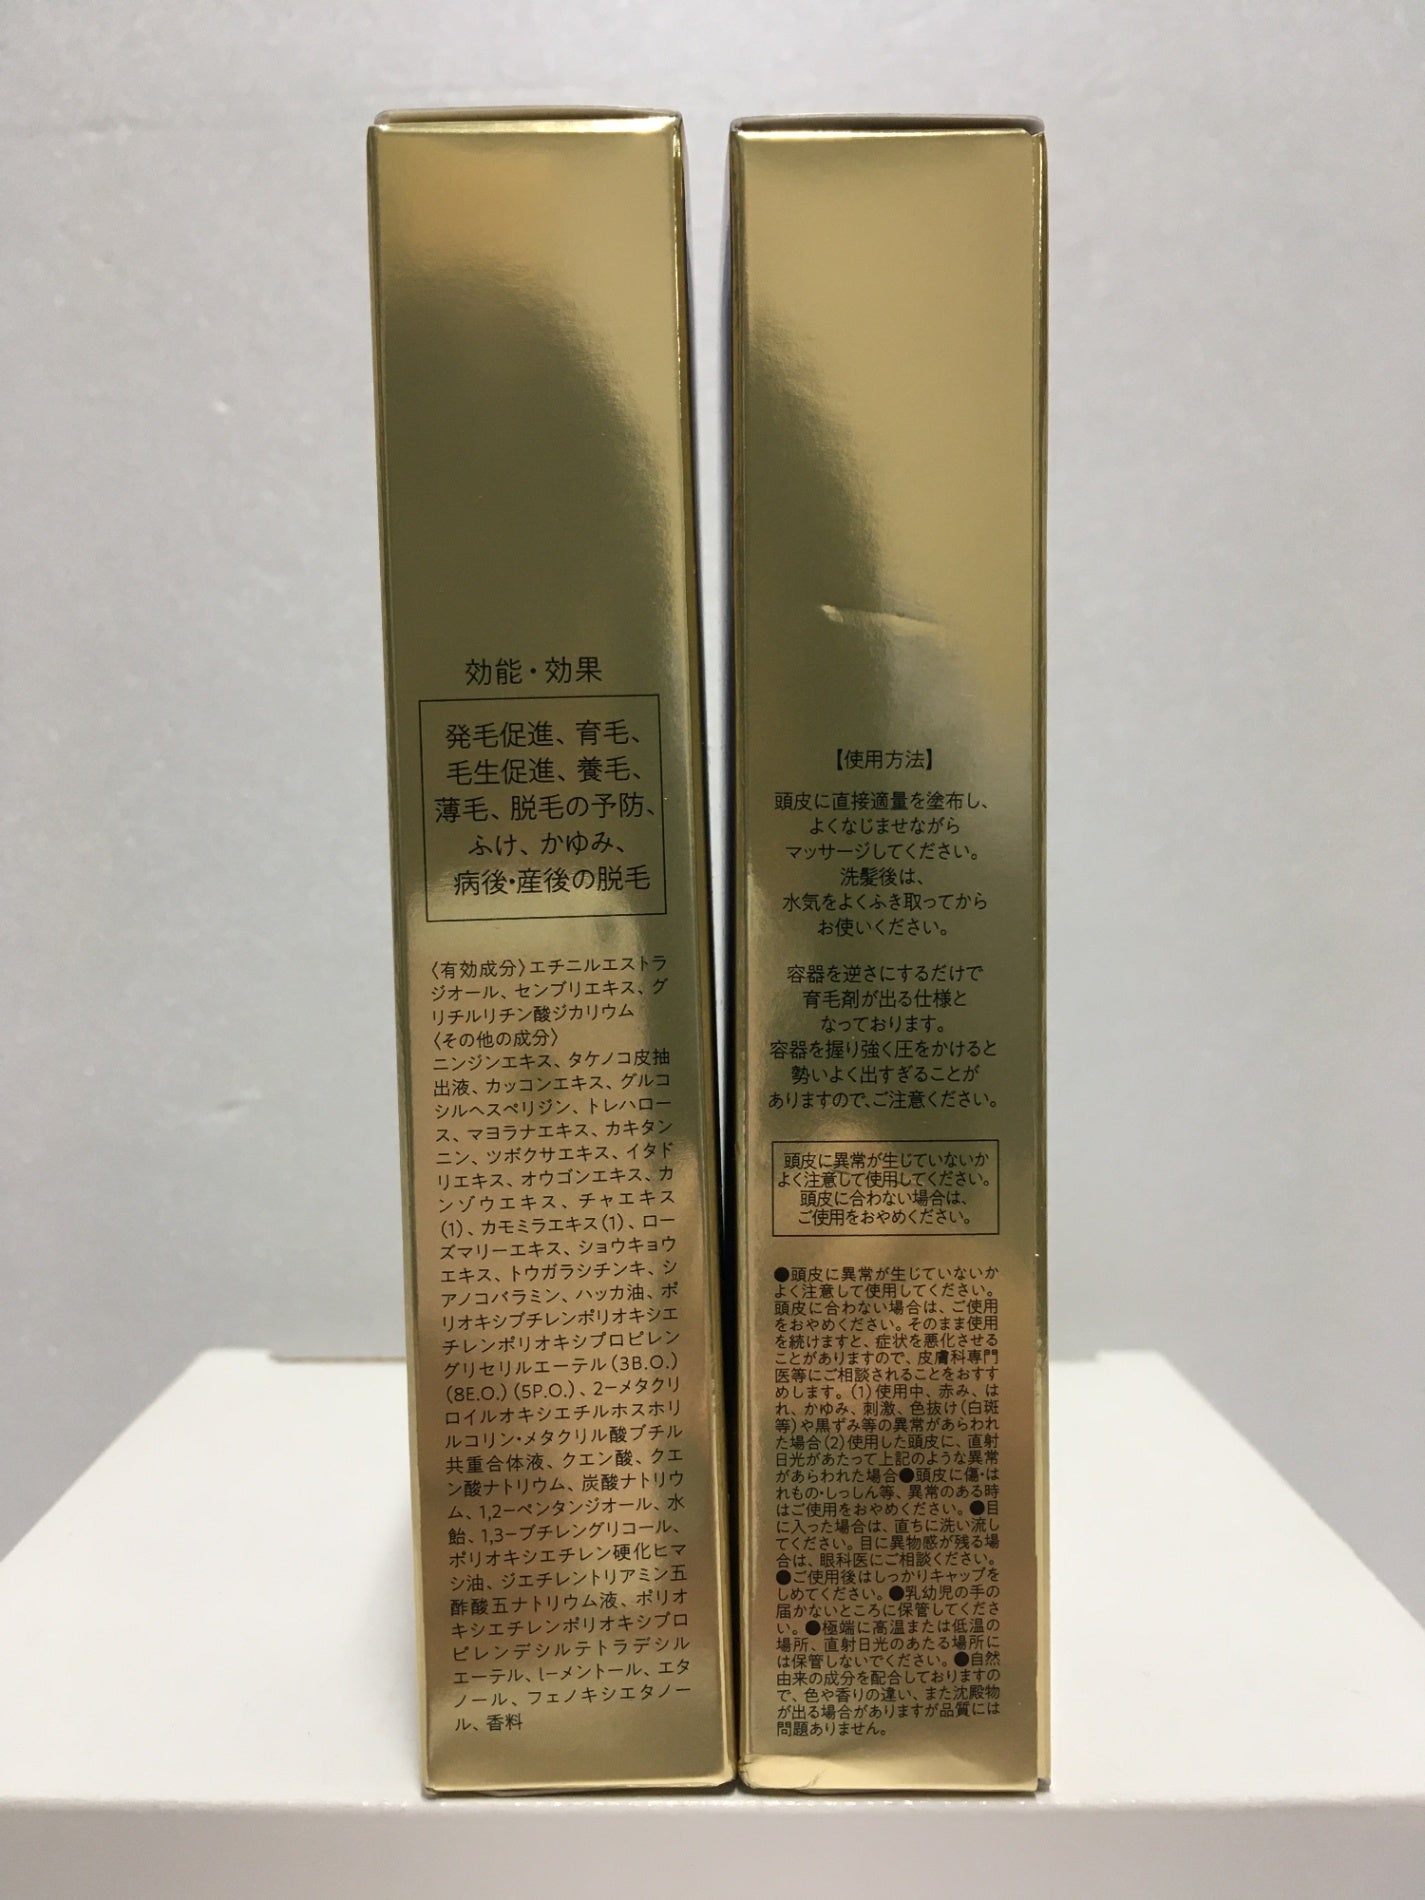 効能・効果
発毛促進、育毛、
毛生促進、養毛、
薄毛、脱毛の予防、
ふけ、かゆみ、
病後・産後の脱毛
〈有効成分〉エチニルエストラ
ジオール、センブリエキス、グ
リチルリチン酸ジカリウム
〈その他の成分〉
ニンジンエキス、タケノコ皮抽
出液、カッコンエキス、グルコ
シルヘスペリジン、トレハロー
ス、マヨラナエキス、カキタン
ニン、ツボクサエキス、イタド
リエキス、オウゴンエキス、カ
ンゾウエキス、チャエキス
(1)、カモミラエキス(1)、ロー
ズマリーエキス、ショウキョウ
エキス、トウガラシチンキ、シ
アノコバラミン、ハッカ油、ポ
リオキシブチレンポリオキシエ
チレンポリオキシプロピレン
グリセリルエーテル(3B.O.)
(8E.O.)(5P.O.)、2-メタクリ
ロイルオキシエチルホスホリ
ルコリン・メタクリル酸ブチル
共重合体液、クエン酸、クエ
ン酸ナトリウム、炭酸ナトリウ
ム、1,2-ペンタンジオール、水
飴、1,3-ブチレングリコール、
ポリオキシエチレン硬化ヒマ
シ油、ジエチレントリアミン五
酢酸五ナトリウム液、ポリオ
キシエチレンポリオキシプロ
ピレンデシルテトラデシル
エーテル、l-メントール、エタ
ノール、フェノキシエタノー
ル、香料
【使用方法】
頭皮に直接適量を塗布し、
よくなじませながら
マッサージしてください。
洗髪後は、
水気をよくふき取ってから
お使いください。
容器を逆さにするだけで
育毛剤が出る仕様と
なっております。
容器を握り強く圧をかけると
勢いよく出すぎることが
ありますので、ご注意ください。
頭皮に異常が生じていないか
よく注意して使用してください。
頭皮に合わない場合は、
ご使用をおやめください。
●頭皮に異常が生じていないか
よく注意して使用してください。
頭皮に合わない場合は、ご使用
をおやめください。そのまま使用
を続けますと、症状を悪化させる
ことがありますので、皮膚科専門
医等にご相談されることをおすす
めします。(1)使用中、赤み、は
れ、かゆみ、刺激、色抜け(白斑
等)や黒ずみ等の異常があらわれ
た場合(2)使用した頭皮に、直射
日光があたって上記のような異常
があらわれた場合●頭皮に傷・は
れもの・しっしん等、異常のある時
はご使用をおやめください。●目
に入った場合は、直ちに洗い流し
てください。目に異物感が残る場
合は、眼科医にご相談ください。
●ご使用後はしっかりキャップを
しめてください。●乳幼児の手の
届かないところに保管してくださ
い。●極端に高温または低温の
場所、直射日光のあたる場所に
は保管しないでください。●自然
由来の成分を配合しておりますの
で、色や香りの違い、また沈殿物
が出る場合がありますが品質には
問題ありません。